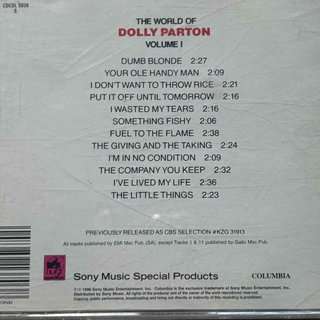 THE WORLD OF
DOLLY PARTON
VOLUME I
DUMB BLONDE 2:27
YOUR OLE HANDY MAN 2:09
I DON'T WANT TO THROW RICE 2:21
PUT IT OFF UNTIL TOMORROW 2:16
I WASTED MY TEARS 2:16
SOMETHING FISHY 2:06
FUEL TO THE FLAME 2:38
THE GIVING AND THE TAKING 2:24
I'M IN NO CONDITION 2:09
THE COMPANY YOU KEEP 2:32
I'VE LIVED MY LIFE 2:36
THE LITTLE THINGS 2:23
PREVIOUSLY RELEASED AS CBS SELECTION #KZG 31913
Sony Music Special Products COLUMBIA